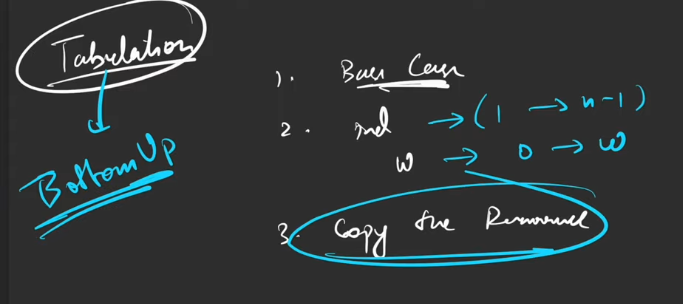 Tabulation
Bottom Up
1. Base Case
2. ind → (1 → n-1)
W → 0 → W
3. Copy the Recurrence